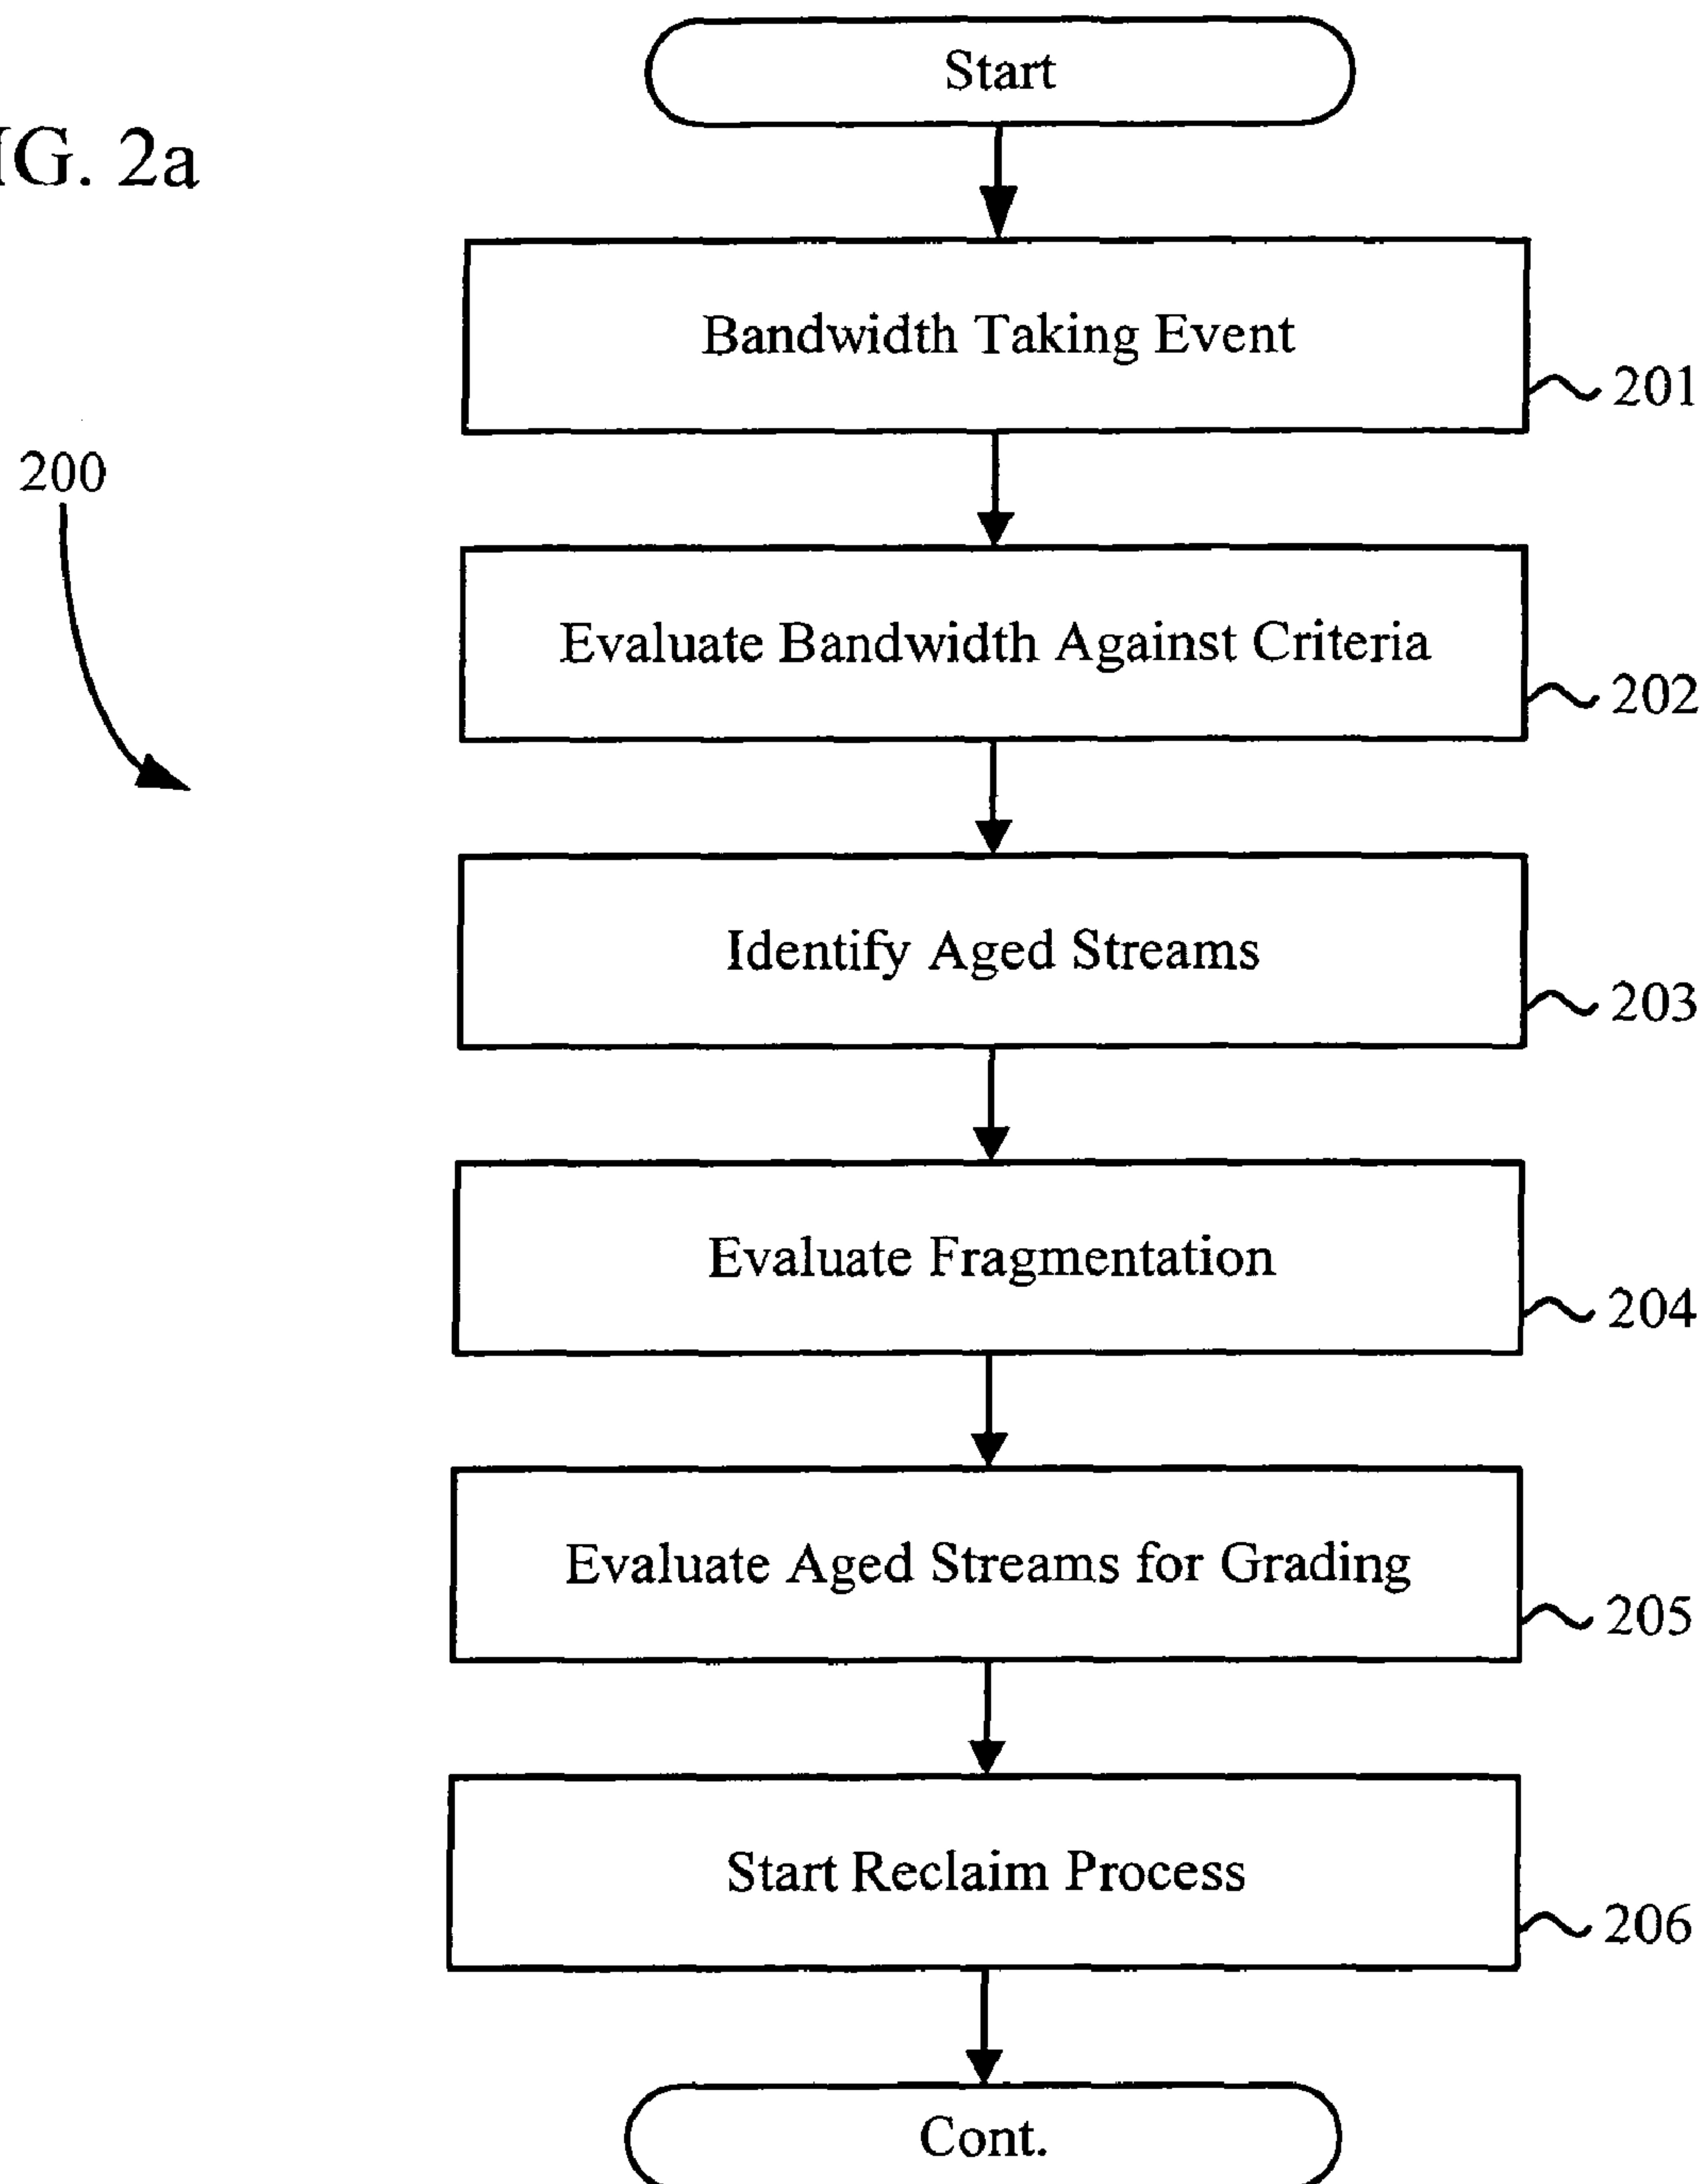 Start
IG. 2a
Bandwidth Taking Event
201
200
Evaluate Bandwidth Against Criteria
202
Identify Aged Streams
203
Evaluate Fragmentation
204
Evaluate Aged Streams for Grading
205
Start Reclaim Process
206
Cont.